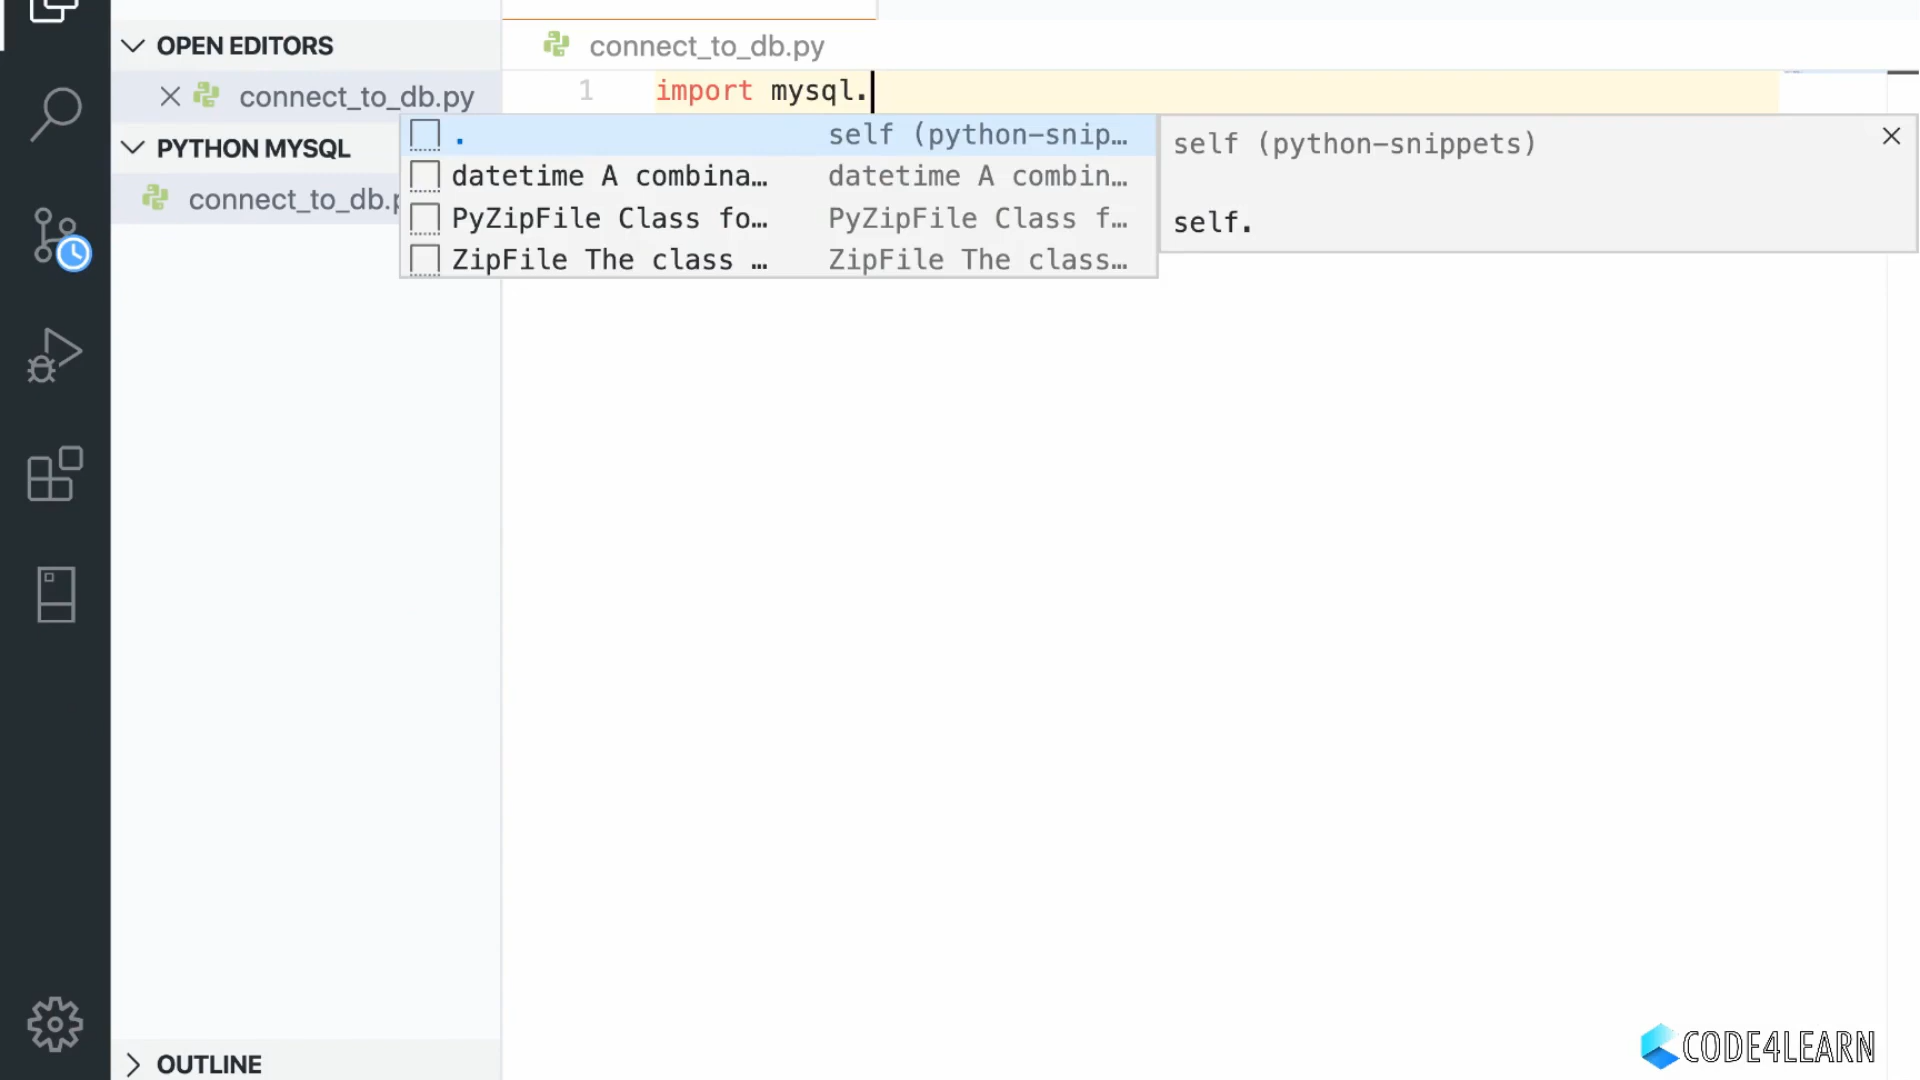 OPEN EDITORS
connect_to_db.py
PYTHON MYSQL
connect_to_db.p
OUTLINE
connect_to_db.py
1 import mysql.
. self (python-snip…
datetime A combina… datetime A combin…
PyZipFile Class fo… PyZipFile Class f…
ZipFile The class … ZipFile The class…
self (python-snippets)
self.
CODE4LEARN